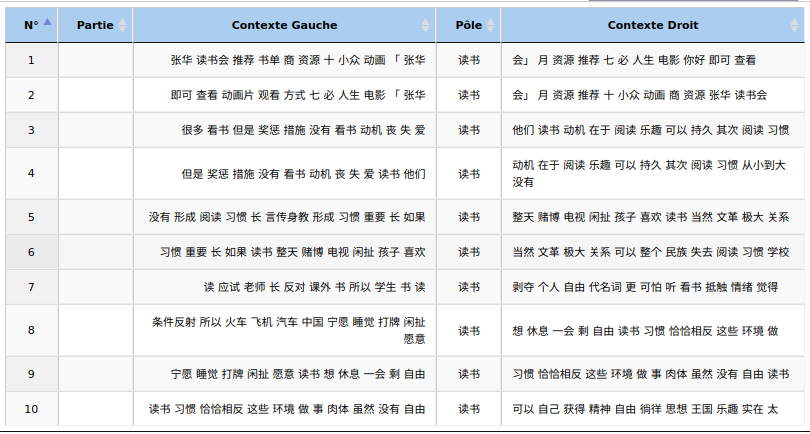 N° Partie Contexte Gauche Pôle Contexte Droit
1 张华 读书会 推荐 书单 商 资源 十 小众 动画 「 张华 读书 会」 月 资源 推荐 七 必 人生 电影 你好 即可 查看
2 即可 查看 动画片 观看 方式 七 必 人生 电影 「 张华 读书 会」 月 资源 推荐 十 小众 动画 商 资源 张华 读书会
3 很多 看书 但是 奖惩 措施 没有 看书 动机 丧 失 爱 读书 他们 读书 动机 在于 阅读 乐趣 可以 持久 其次 阅读 习惯
4 但是 奖惩 措施 没有 看书 动机 丧 失 爱 读书 他们 读书 动机 在于 阅读 乐趣 可以 持久 其次 阅读 习惯 从小到大
没有
5 没有 形成 阅读 习惯 长 言传身教 形成 习惯 重要 长 如果 读书 整天 赌博 电视 闲扯 孩子 喜欢 读书 当然 文革 极大 关系
6 习惯 重要 长 如果 读书 整天 赌博 电视 闲扯 孩子 喜欢 读书 当然 文革 极大 关系 可以 整个 民族 失去 阅读 习惯 学校
7 读 应试 老师 长 反对 课外 书 所以 学生 书 读 读书 剥夺 个人 自由 代名词 更 可怕 听 看书 抵触 情绪 觉得
8 条件反射 所以 火车 飞机 汽车 中国 宁愿 睡觉 打牌 闲扯
愿意 读书 想 休息 一会 剩 自由 读书 习惯 恰恰相反 这些 环境 做
9 宁愿 睡觉 打牌 闲扯 愿意 读书 想 休息 一会 剩 自由 读书 习惯 恰恰相反 这些 环境 做 事 肉体 虽然 没有 自由 读书
10 读书 习惯 恰恰相反 这些 环境 做 事 肉体 虽然 没有 自由 读书 可以 自己 获得 精神 自由 徜徉 思想 王国 乐趣 实在 太